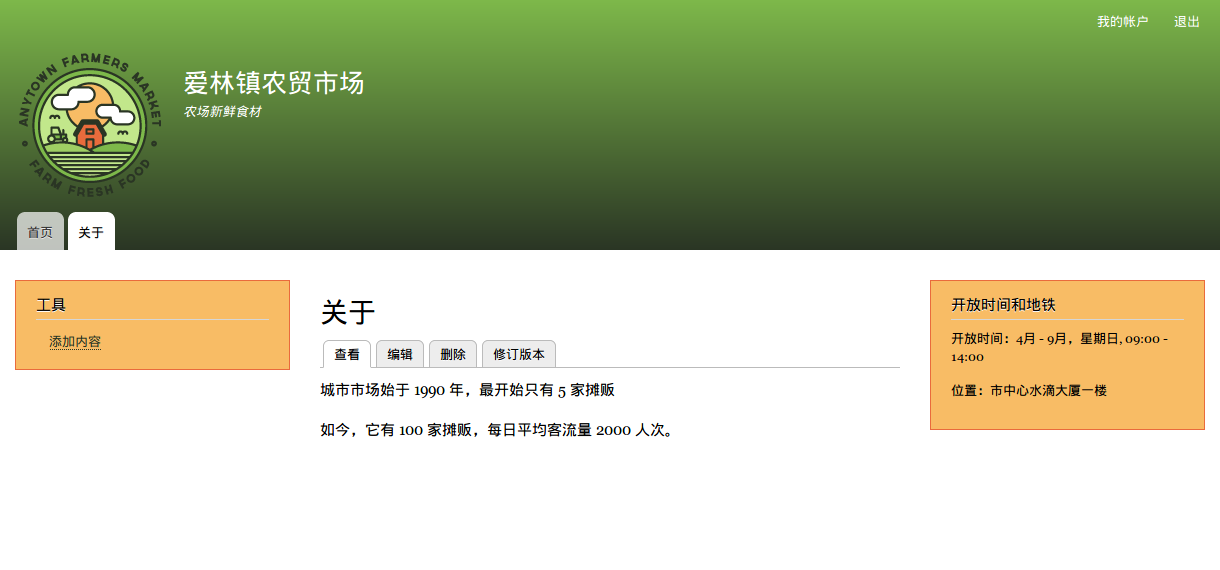 我的帐户 退出
ANYTOWN FARMERS MARKET
FARM FRESH FOOD
爱林镇农贸市场
农场新鲜食材
首页 关于
工具
添加内容
关于
查看 编辑 删除 修订版本
城市市场始于 1990 年，最开始只有 5 家摊贩
如今，它有 100 家摊贩，每日平均客流量 2000 人次。
开放时间和地铁
开放时间：4月 - 9月，星期日, 09:00 -
14:00
位置：市中心水滴大厦一楼